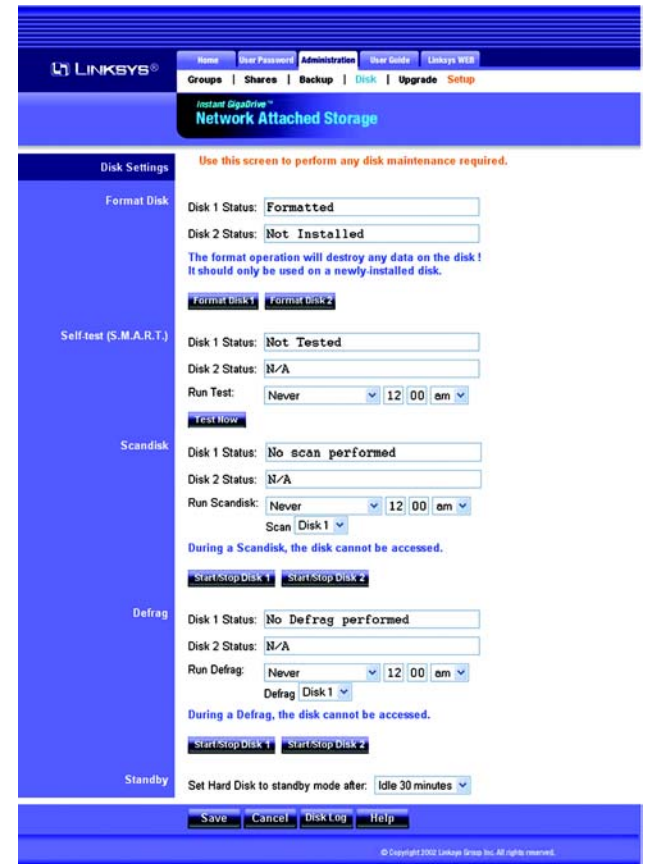 LINKSYS®
Home User Password Administration User Guide Linksys WEB
Groups | Shares | Backup | Disk | Upgrade Setup
Instant GigaDrive™
Network Attached Storage
Disk Settings
Use this screen to perform any disk maintenance required.
Format Disk
Disk 1 Status: Formatted
Disk 2 Status: Not Installed
The format operation will destroy any data on the disk !
It should only be used on a newly-installed disk.
Format Disk 1 Format Disk 2
Self-test (S.M.A.R.T.)
Disk 1 Status: Not Tested
Disk 2 Status: N/A
Run Test: Never 12 00 am
Test Now
Scandisk
Disk 1 Status: No scan performed
Disk 2 Status: N/A
Run Scandisk: Never 12 00 am
Scan Disk 1
During a Scandisk, the disk cannot be accessed.
Start/Stop Disk 1 Start/Stop Disk 2
Defrag
Disk 1 Status: No Defrag performed
Disk 2 Status: N/A
Run Defrag: Never 12 00 am
Defrag Disk 1
During a Defrag, the disk cannot be accessed.
Start/Stop Disk 1 Start/Stop Disk 2
Standby
Set Hard Disk to standby mode after: Idle 30 minutes
Save Cancel Disk Log Help
© Copyright 2002 Linksys Group Inc. All rights reserved.